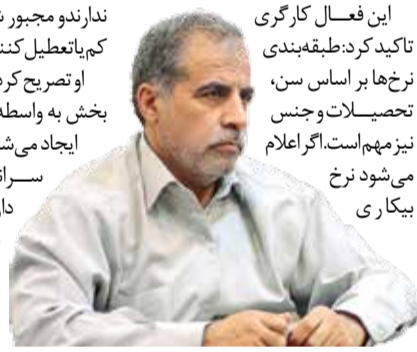 این فعال کارگری
تاکید کرد: طبقه‌بندی
نرخ‌ها بر اساس سن،
تحصیلات و جنس
نیز مهم است. اگر اعلام
می‌شود نرخ
بیکاری
ندارند و مجبور
کم یا تعطیل کنند
او تصریح کرد
بخش به واسطه
ایجاد می‌شد